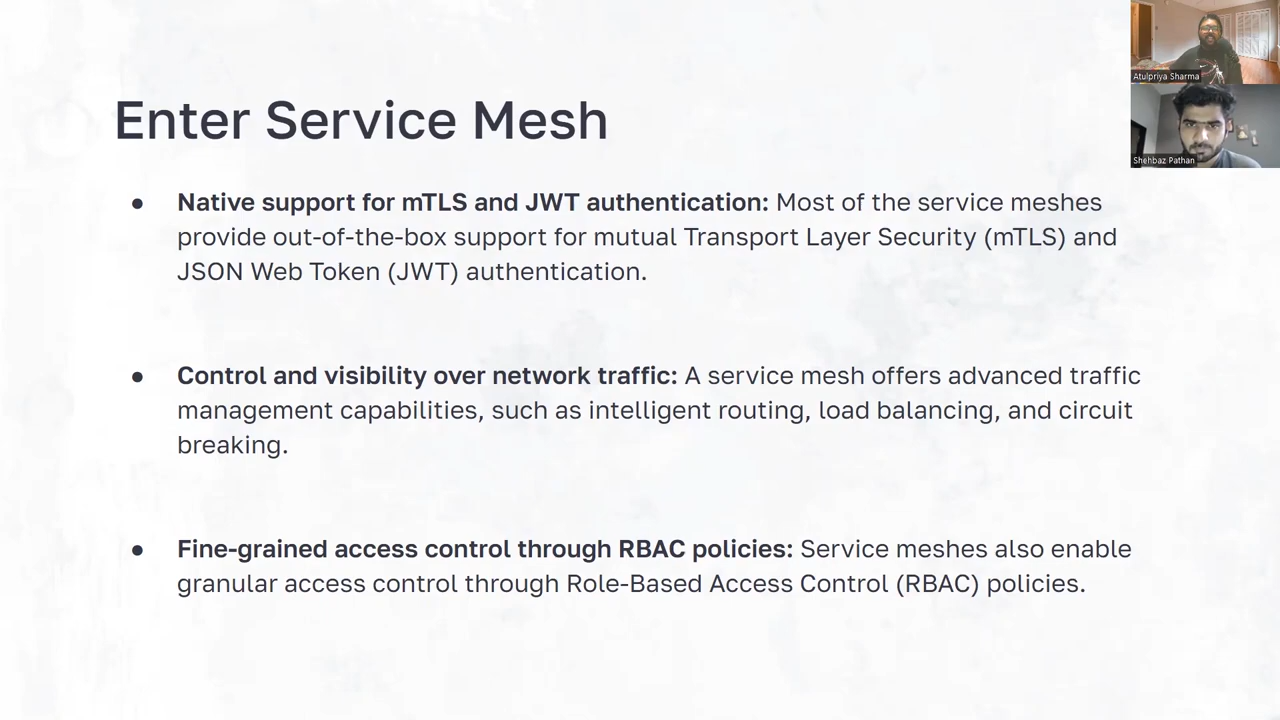 Enter Service Mesh
● Native support for mTLS and JWT authentication: Most of the service meshes
provide out-of-the-box support for mutual Transport Layer Security (mTLS) and
JSON Web Token (JWT) authentication.
● Control and visibility over network traffic: A service mesh offers advanced traffic
management capabilities, such as intelligent routing, load balancing, and circuit
breaking.
● Fine-grained access control through RBAC policies: Service meshes also enable
granular access control through Role-Based Access Control (RBAC) policies.
Atulpriya Sharma
Shehbaz Pathan